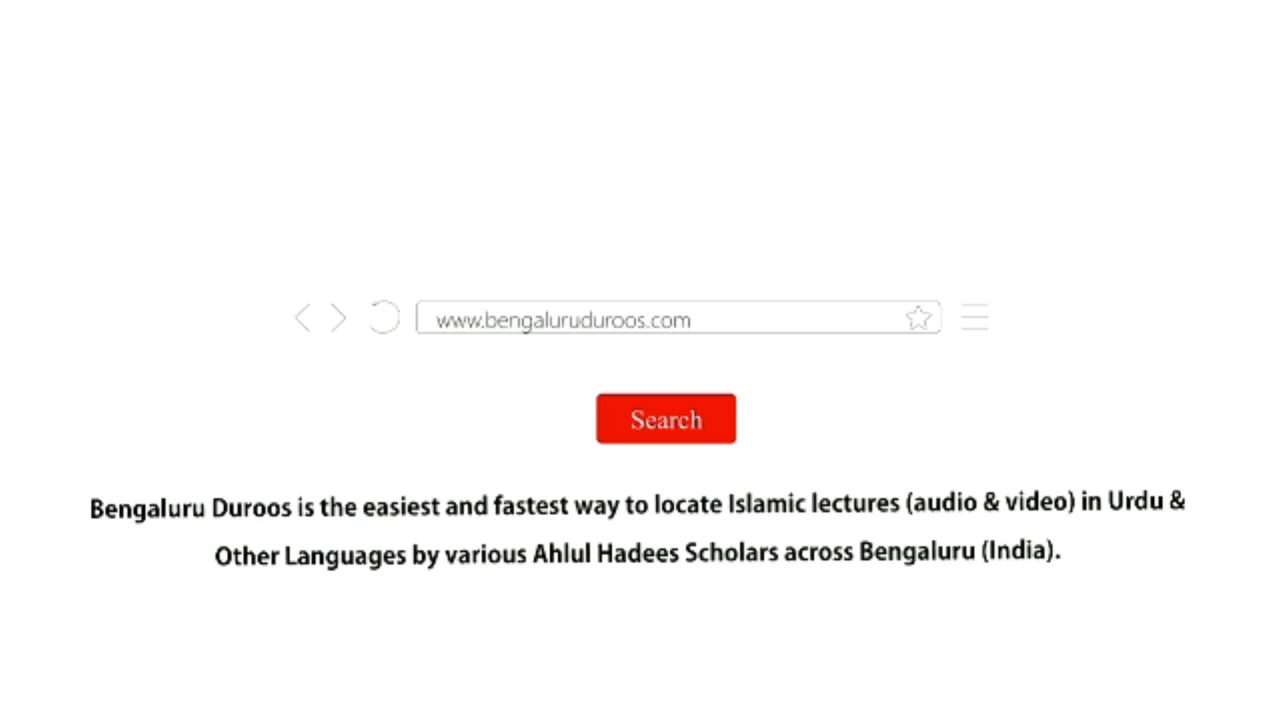 www.bengaluruduroos.com
Search
Bengaluru Duroos is the easiest and fastest way to locate Islamic lectures (audio & video) in Urdu &
Other Languages by various Ahlul Hadees Scholars across Bengaluru (India).